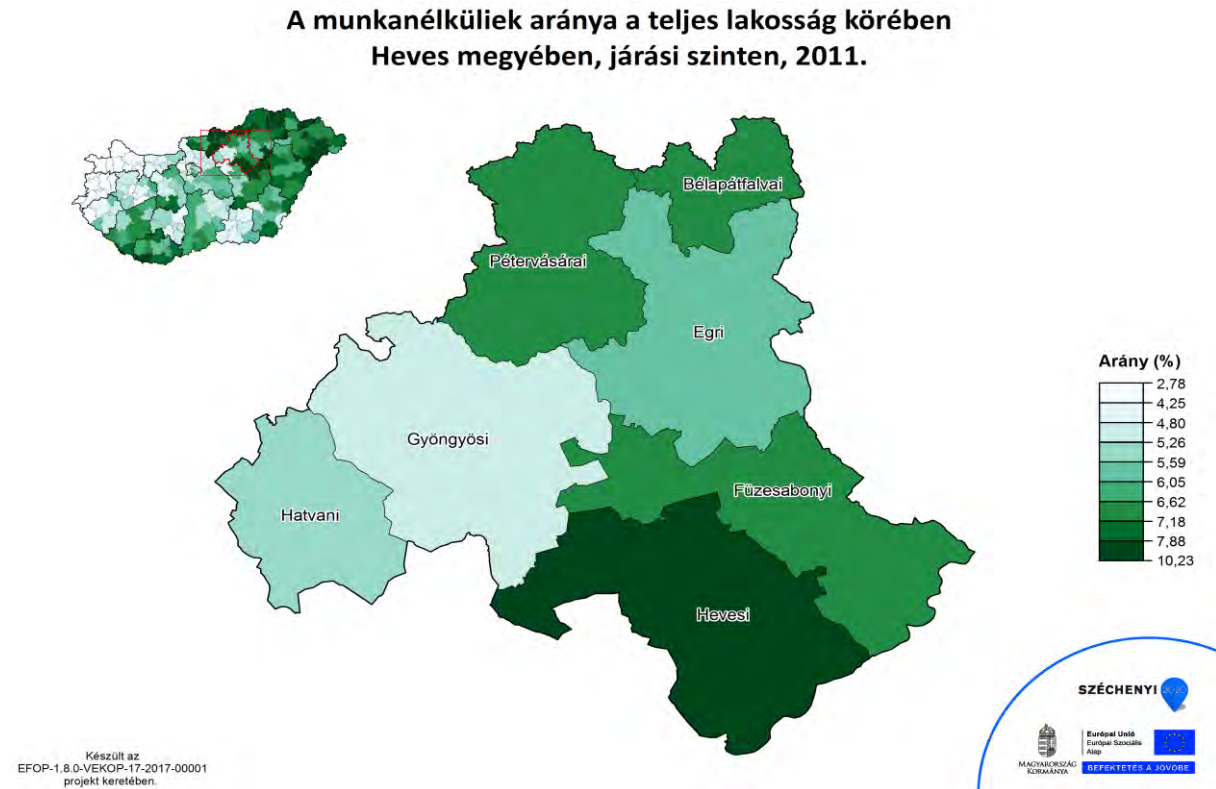 A munkanélküliek aránya a teljes lakosság körében
Heves megyében, járási szinten, 2011.
Bélapátfalvai
Pétervásárai
Egri
Gyöngyösi
Hatvani
Füzesabonyi
Hevesi
Arány (%)
2,78
4,25
4,80
5,26
5,59
6,05
6,62
7,18
7,88
10,23
SZÉCHENYI 2020
MAGYARORSZÁG
KORMÁNYA
Európai Unió
Európai Szociális
Alap
BEFEKTETÉS A JÖVŐBE
Készült az
EFOP-1.8.0-VEKOP-17-2017-00001
projekt keretében.